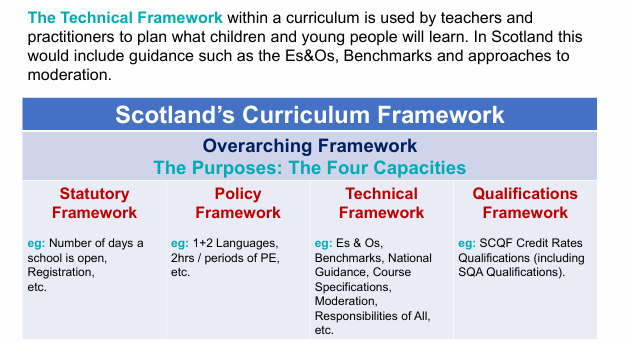 The Technical Framework within a curriculum is used by teachers and
practitioners to plan what children and young people will learn. In Scotland this
would include guidance such as the Es&Os, Benchmarks and approaches to
moderation.
Scotland's Curriculum Framework
Overarching Framework
The Purposes: The Four Capacities
Statutory
Framework
eg: Number of days a
school is open,
Registration,
etc.
Policy
Framework
eg: 1+2 Languages,
2hrs / periods of PE,
etc.
Technical
Framework
eg: Es & Os,
Benchmarks, National
Guidance, Course
Specifications,
Moderation,
Responsibilities of All,
etc.
Qualifications
Framework
eg: SCQF Credit Rates
Qualifications (including
SQA Qualifications).